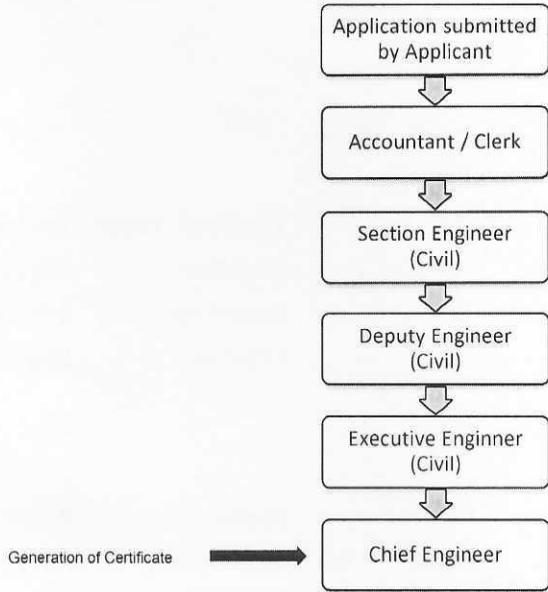 Application submitted
by Applicant
Accountant / Clerk
Section Engineer
(Civil)
Deputy Engineer
(Civil)
Executive Enginner
(Civil)
Generation of Certificate
Chief Engineer